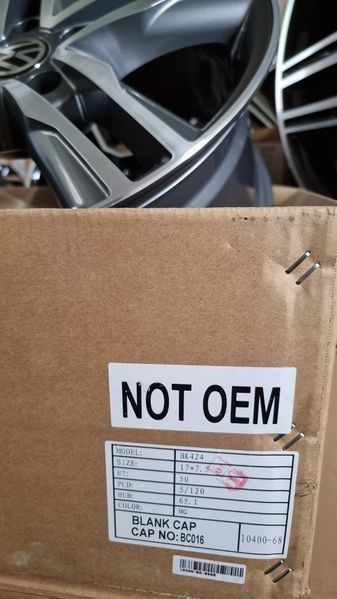 NOT OEM
MODEL: BK424
SIZE: 17*7.5
ET: 50
PCD: 5/120
HUB: 65.1
COLOR: MG
BLANK CAP
CAP NO: BC016
10400-68